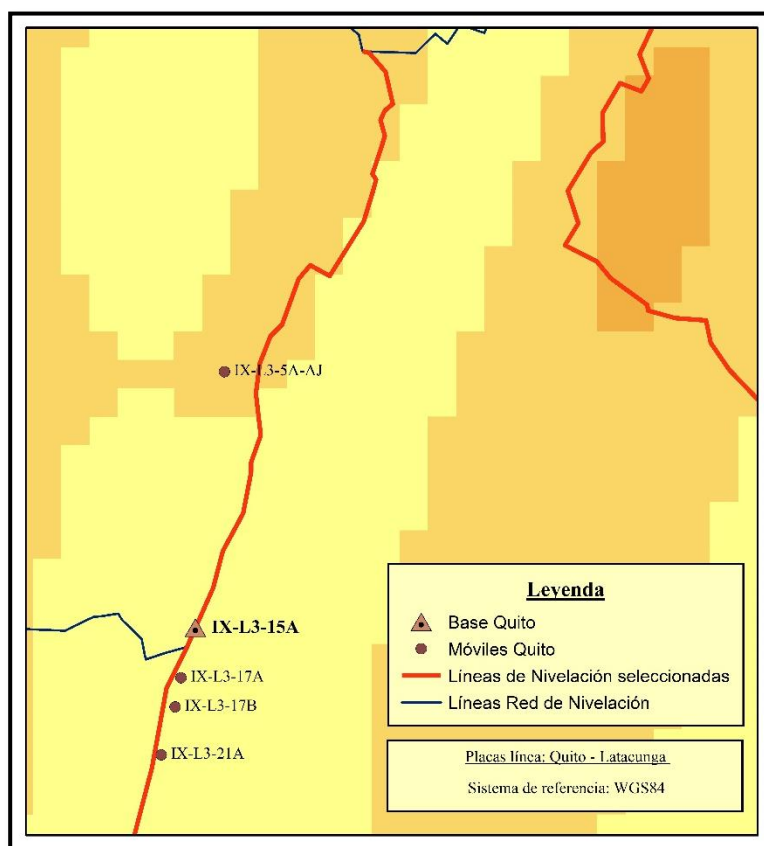 IX-L3-5A-AJ
IX-L3-15A
IX-L3-17A
IX-L3-17B
IX-L3-21A
Leyenda
Base Quito
Móviles Quito
Líneas de Nivelación seleccionadas
Líneas Red de Nivelación
Placas línea: Quito - Latacunga
Sistema de referencia: WGS84